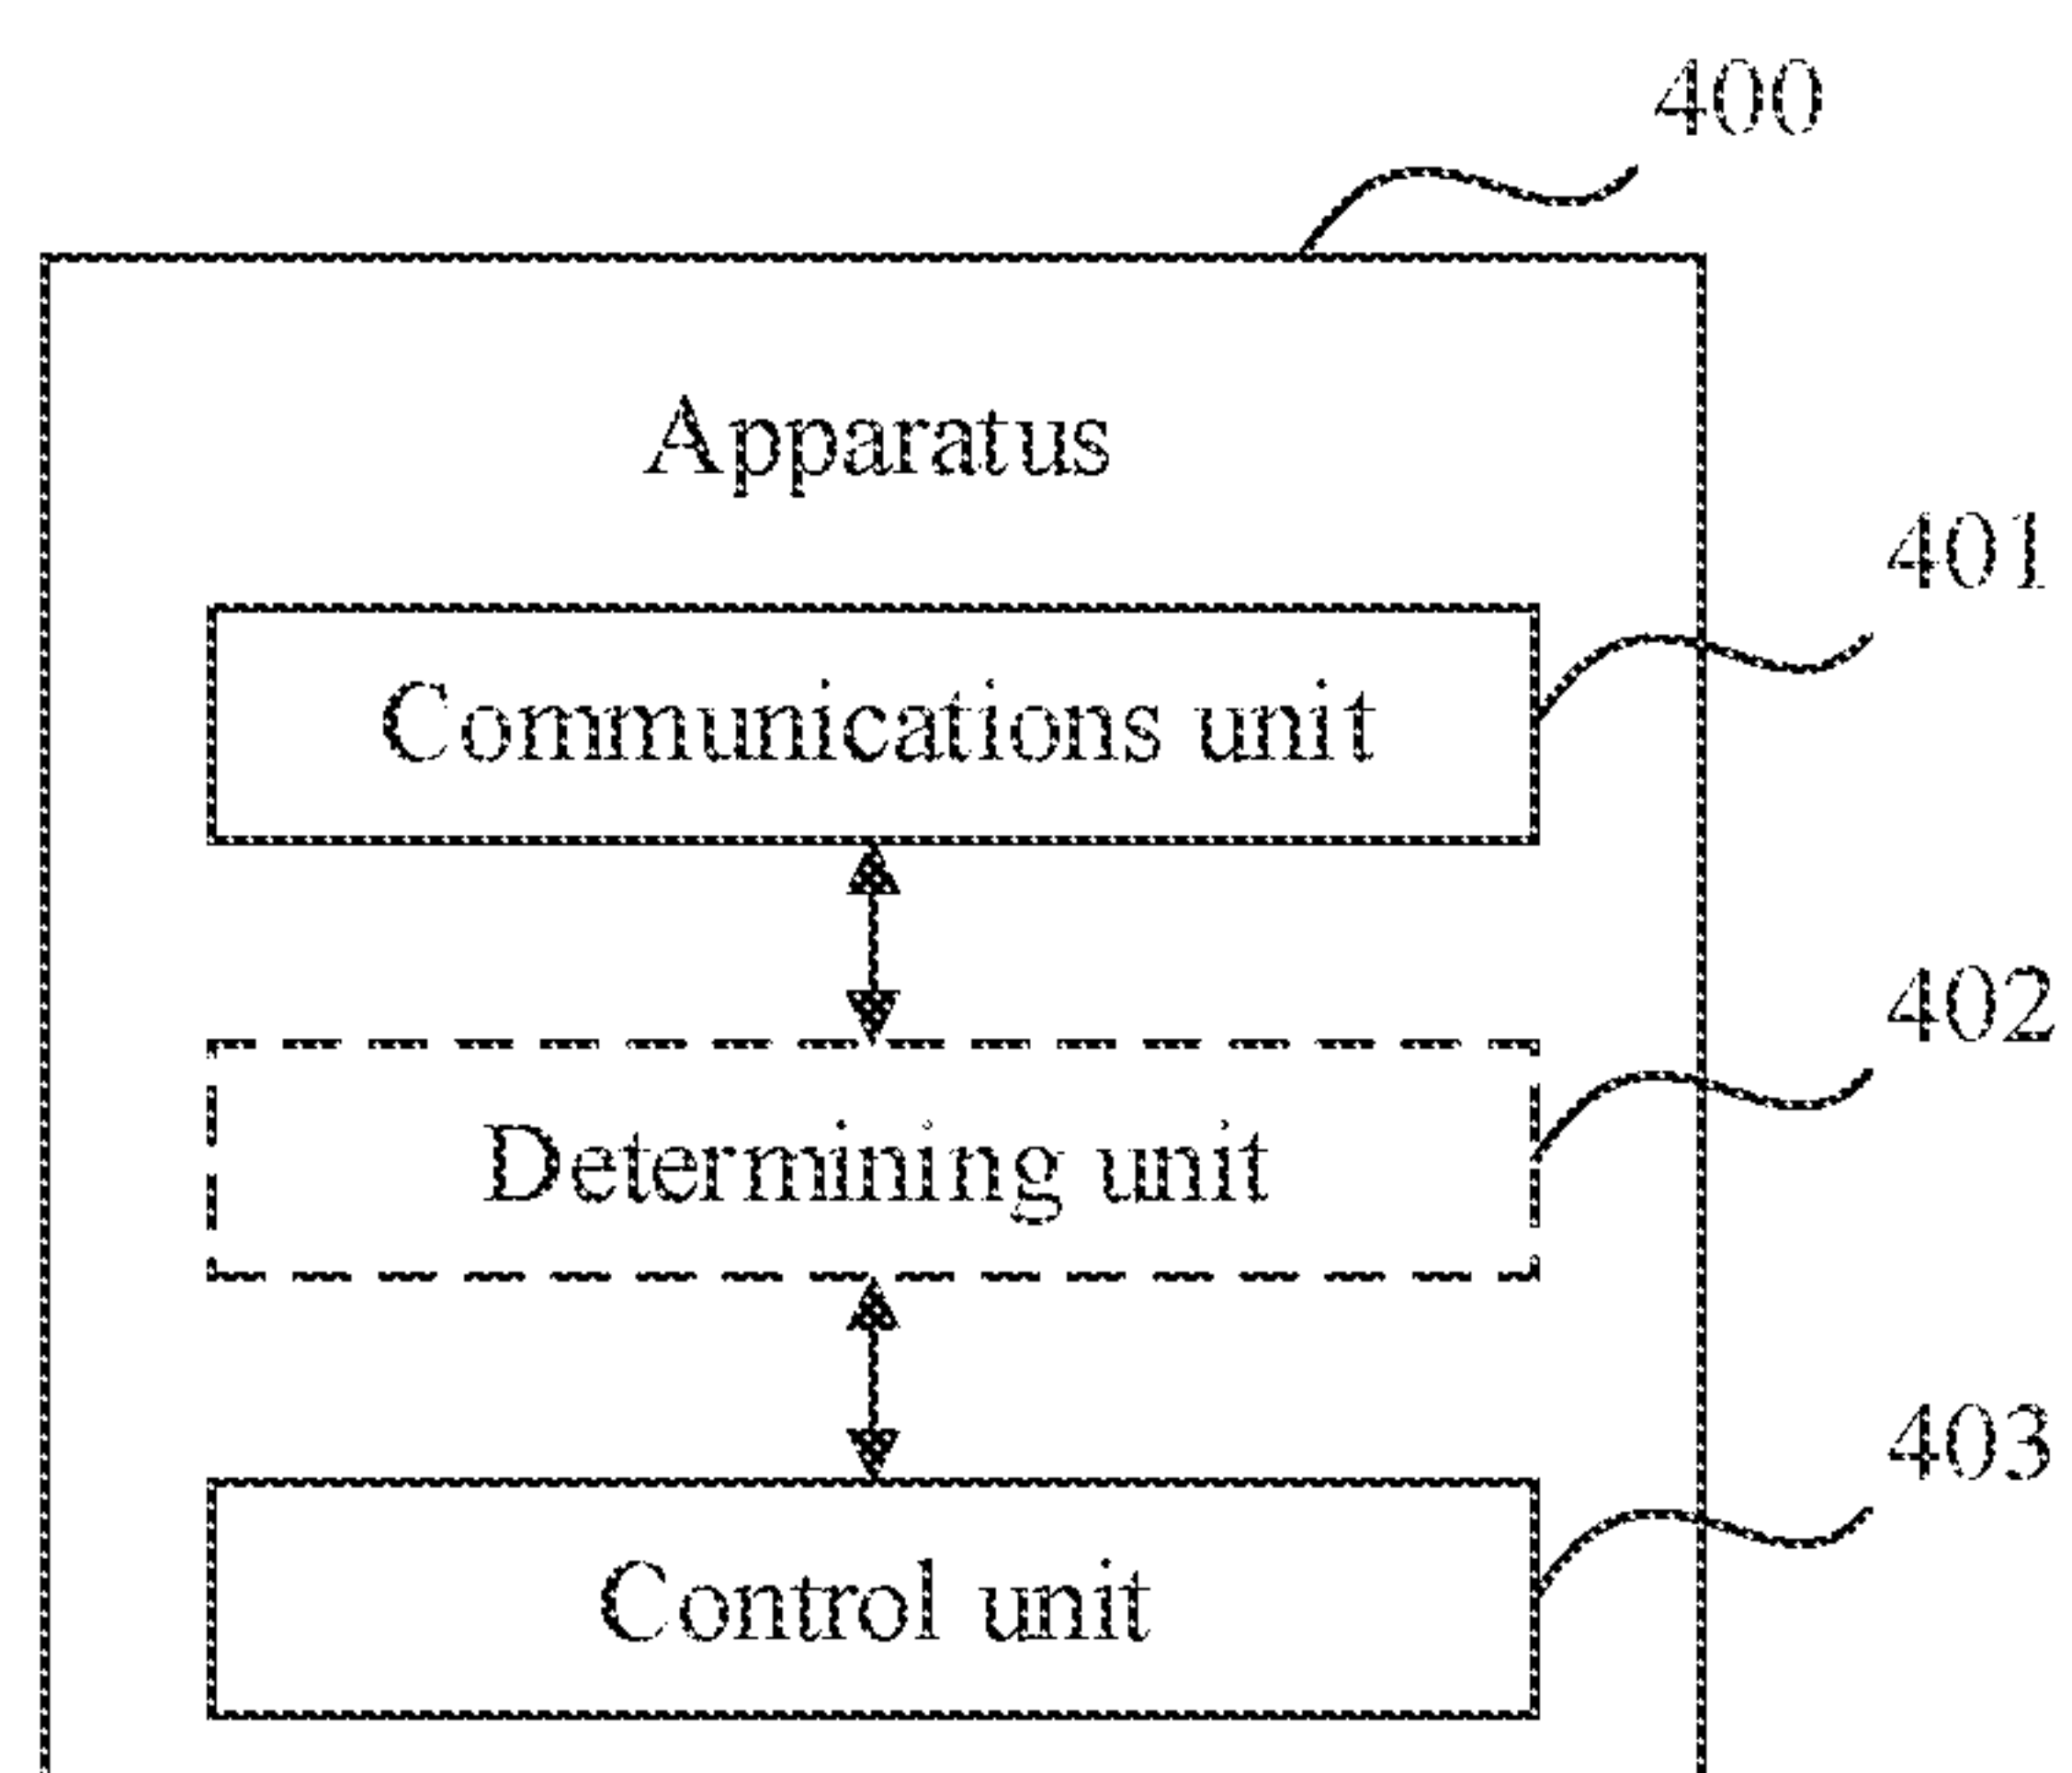 400
Apparatus
401
Communications unit
402
Determining unit
403
Control unit